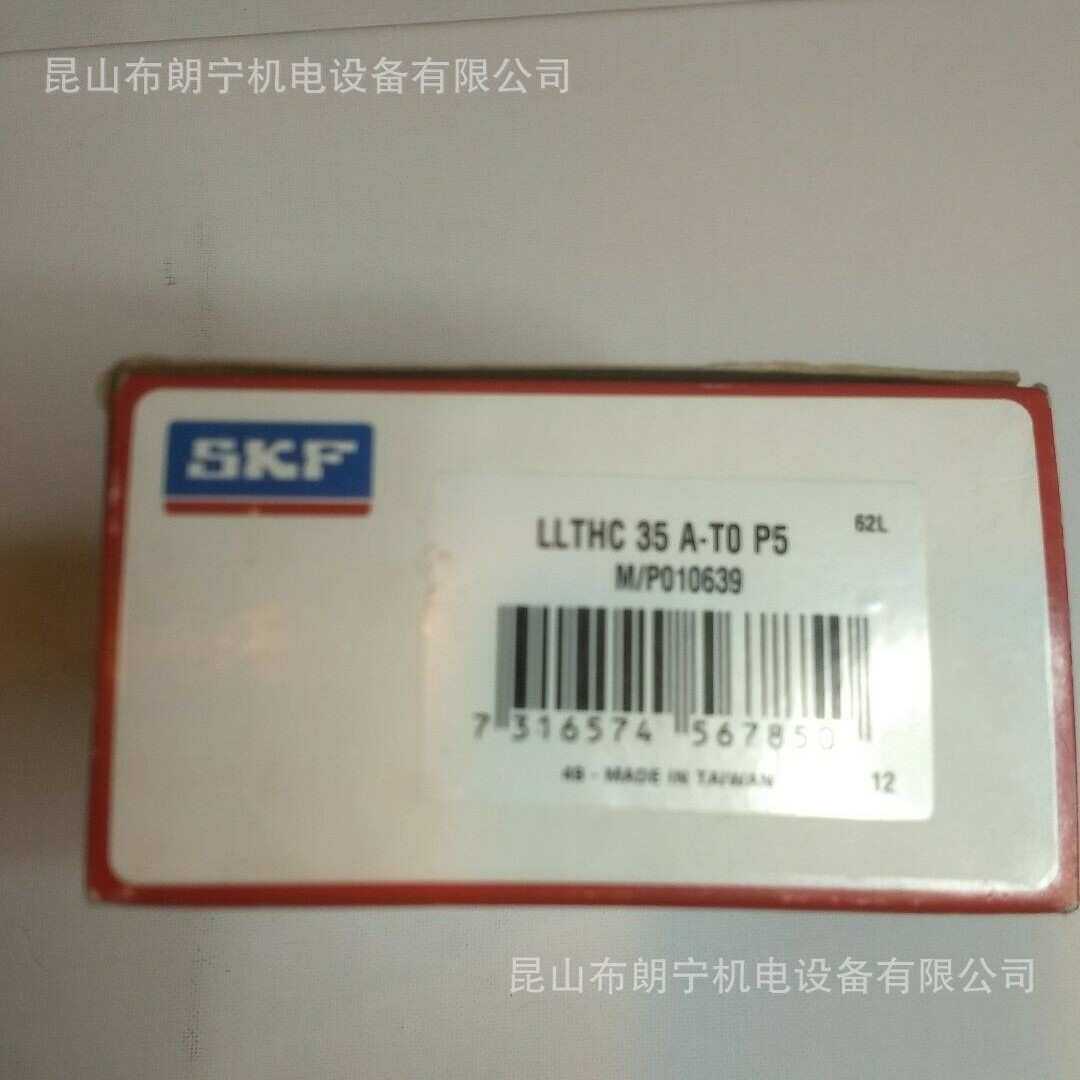 昆山布朗宁机电设备有限公司
SKF
LLTHC 35 A-T0 P5
62L
M/P010639
7 316574 567850
48 - MADE IN TAIWAN
12
昆山布朗宁机电设备有限公司